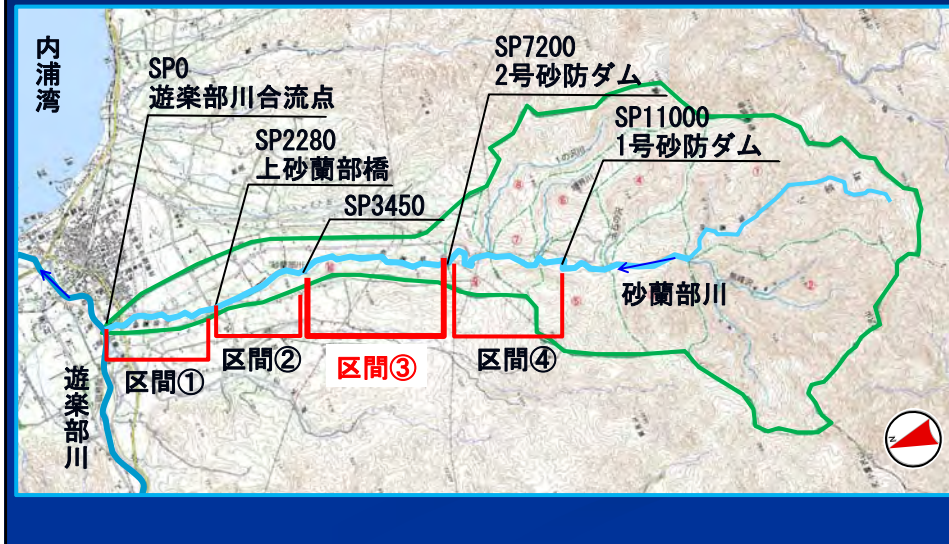 内浦湾
SP0
遊楽部川合流点
SP2280
上砂蘭部橋
SP3450
SP7200
2号砂防ダム
SP11000
1号砂防ダム
砂蘭部川
区間①
区間②
区間③
区間④
遊楽部川